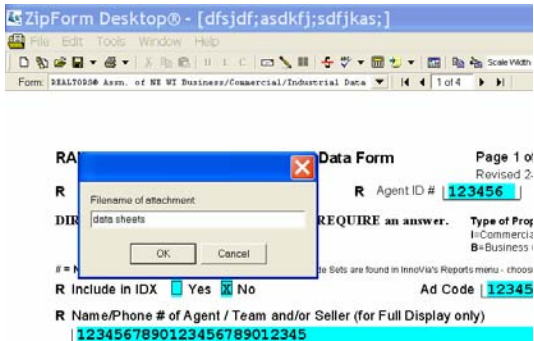 ZipForm Desktop® - [dfsjdf;asdkfj;sdfjkas;]
File Edit Tools Window Help
B I U L C Scale Width
Form: REALTORS® Assn. of NE WI Business/Commercial/Industrial Data 1 of 4
RA Data Form Page 1 of
Revised 2-
R R Agent ID # 123456
Filename of attachment
data sheets
DIR REQUIRE an answer. Type of Prop
I=Commercia
B=Business
OK Cancel
# = N de Sets are found in InnoVia's Reports menu - choos
R Include in IDX Yes X No Ad Code 12345
R Name/Phone # of Agent / Team and/or Seller (for Full Display only)
1234567890123456789012345